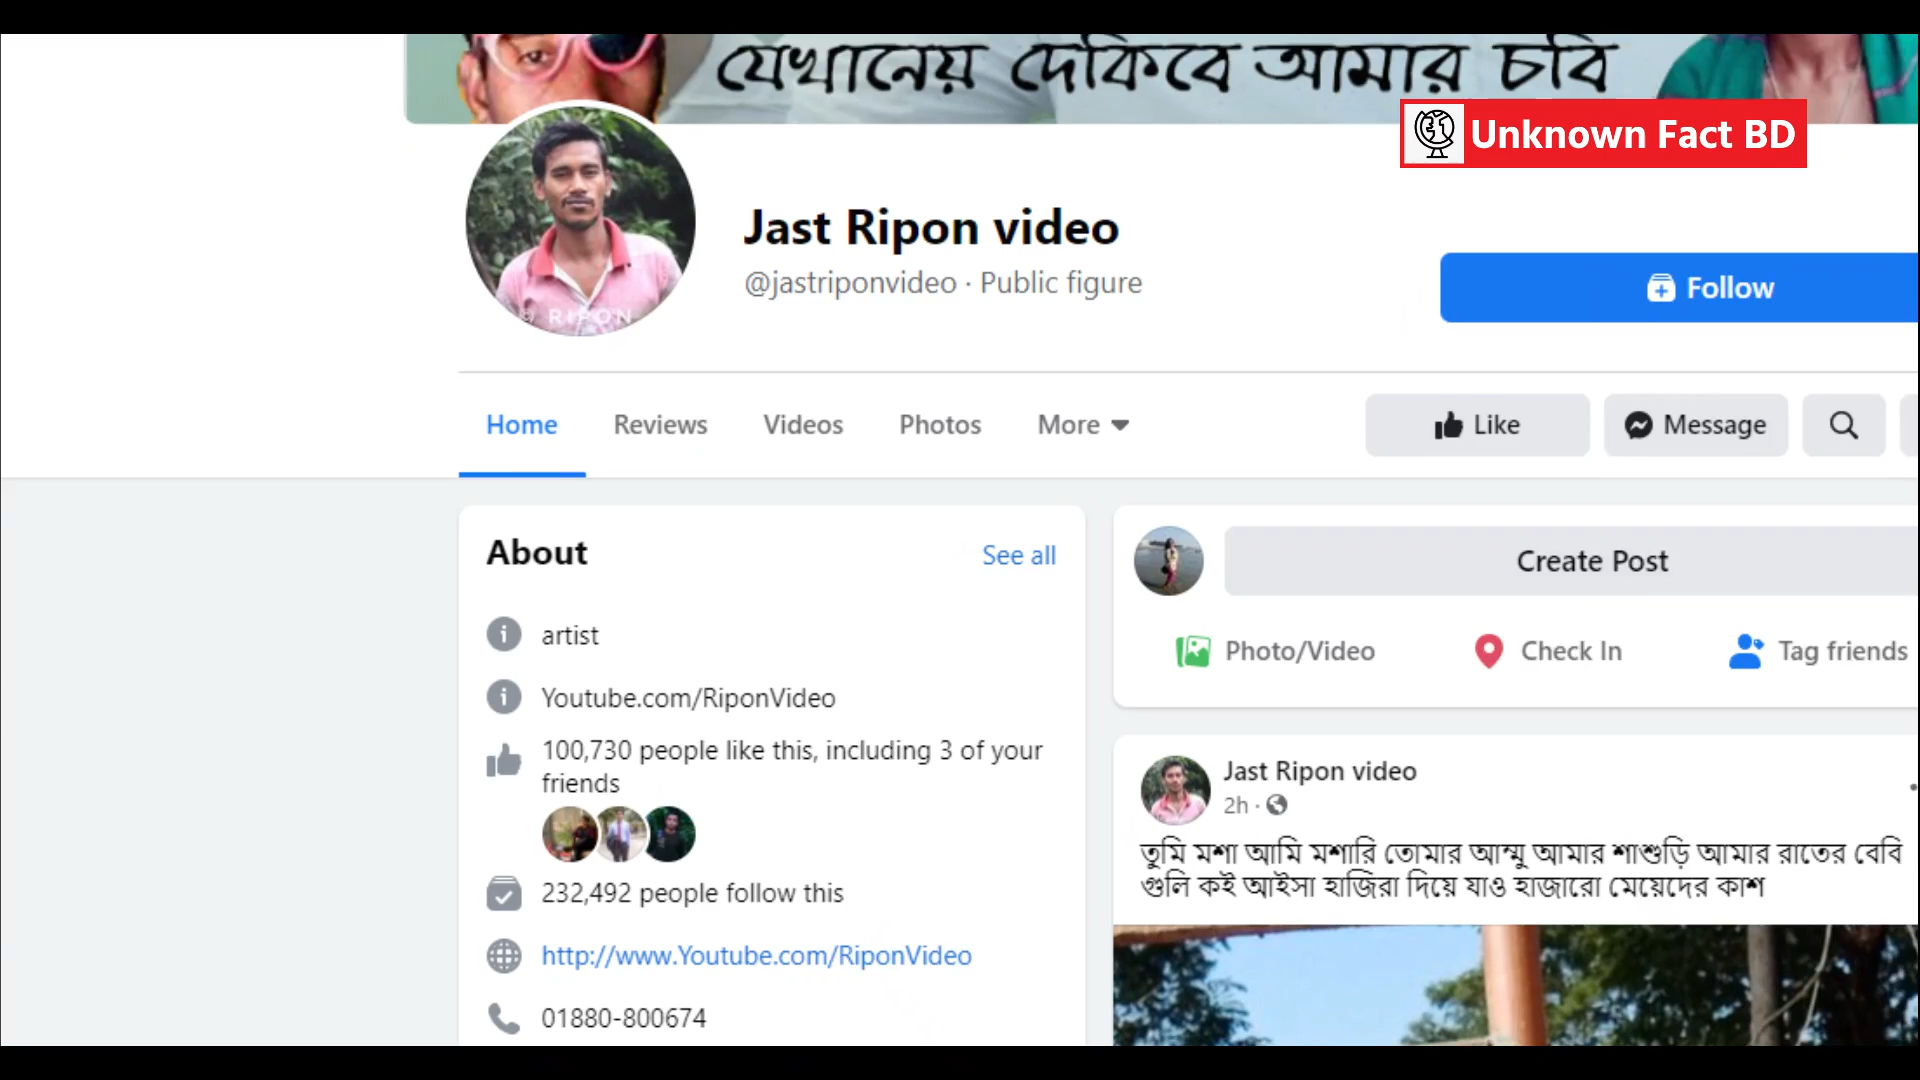 যেখানেয় দেকিবে আমার চবি
Unknown Fact BD
RIPON
Jast Ripon video
@jastriponvideo · Public figure
Follow
Home Reviews Videos Photos More
Like Message
About See all
Create Post
artist
Photo/Video Check In Tag friends
Youtube.com/RiponVideo
100,730 people like this, including 3 of your
friends
232,492 people follow this
http://www.Youtube.com/RiponVideo
01880-800674
Jast Ripon video
2h ·
তুমি মশা আমি মশারি তোমার আম্মু আমার শাশুড়ি আমার রাতের বেবি
গুলি কই আইসা হাজিরা দিয়ে যাও হাজারো মেয়েদের কাশ